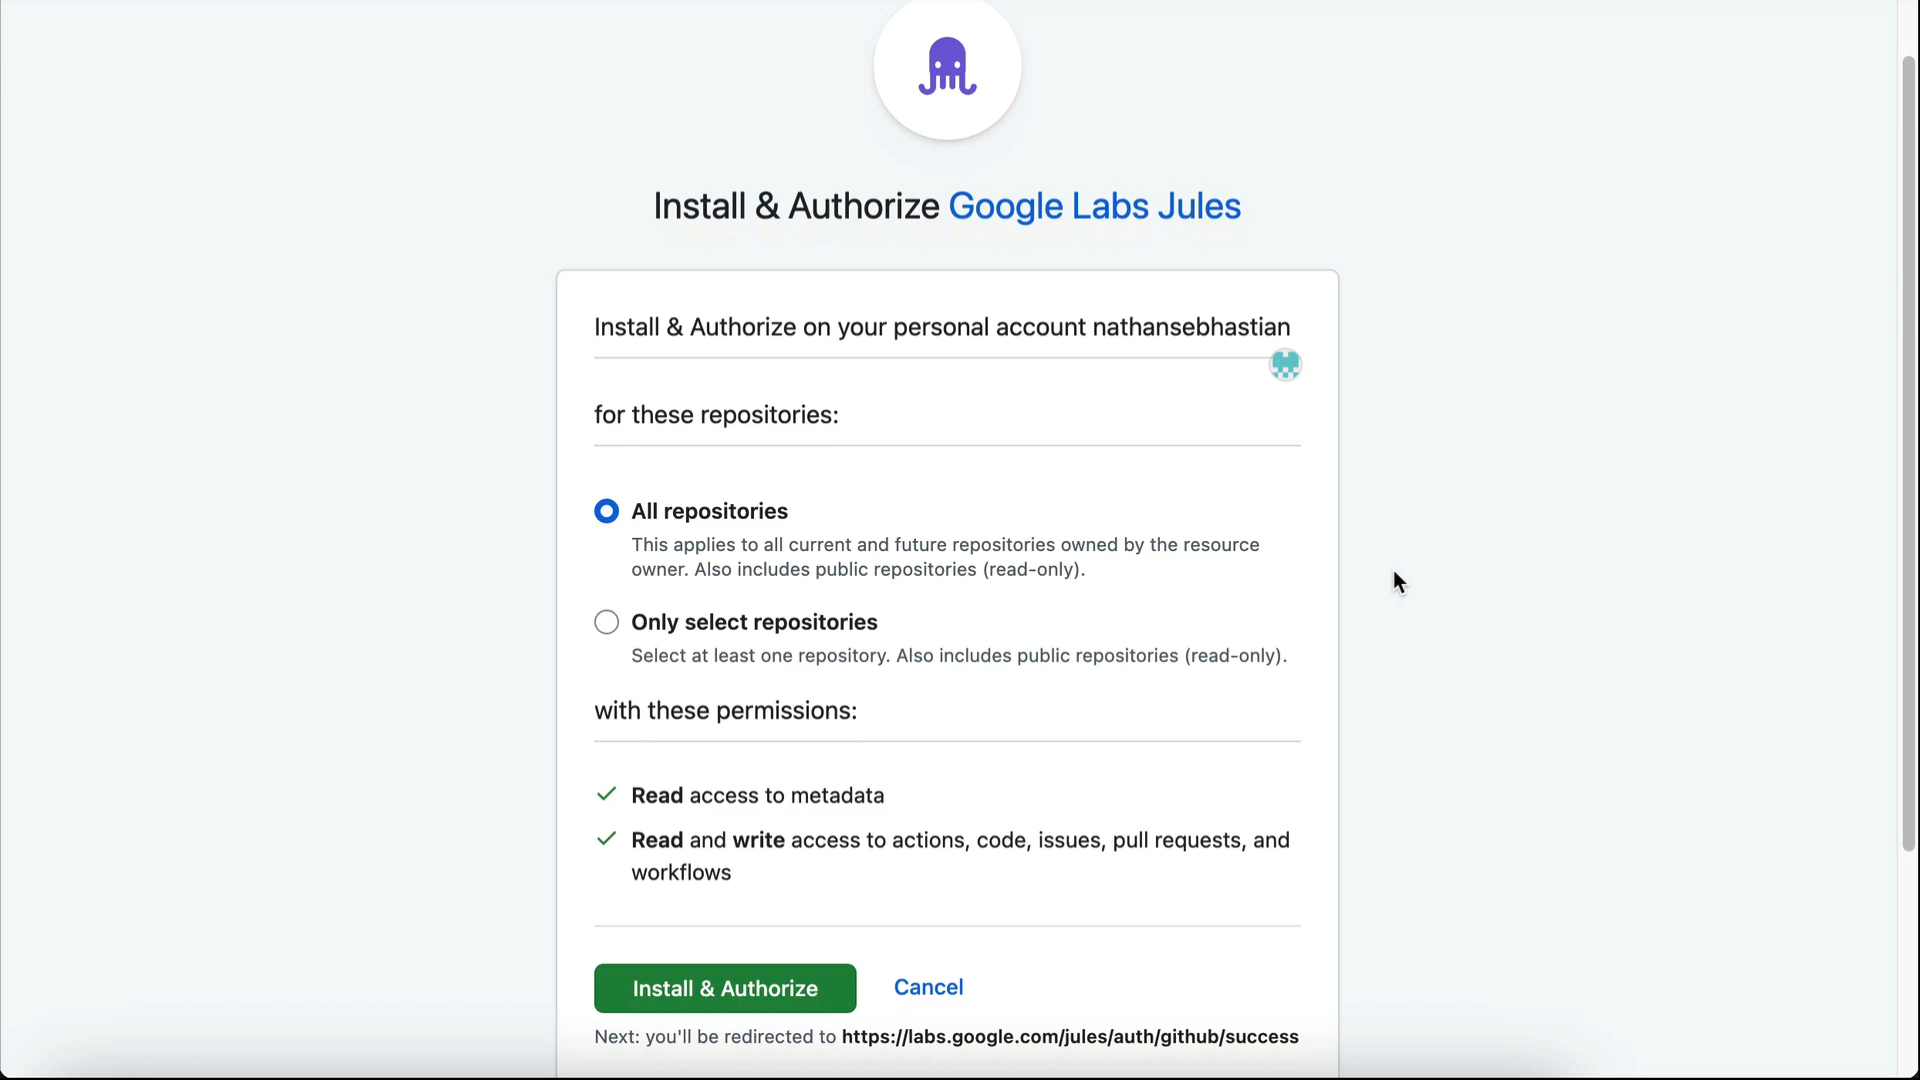 Install & Authorize Google Labs Jules
Install & Authorize on your personal account nathansebhastian
for these repositories:
All repositories
This applies to all current and future repositories owned by the resource
owner. Also includes public repositories (read-only).
Only select repositories
Select at least one repository. Also includes public repositories (read-only).
with these permissions:
Read access to metadata
Read and write access to actions, code, issues, pull requests, and
workflows
Install & Authorize
Cancel
Next: you'll be redirected to https://labs.google.com/jules/auth/github/success